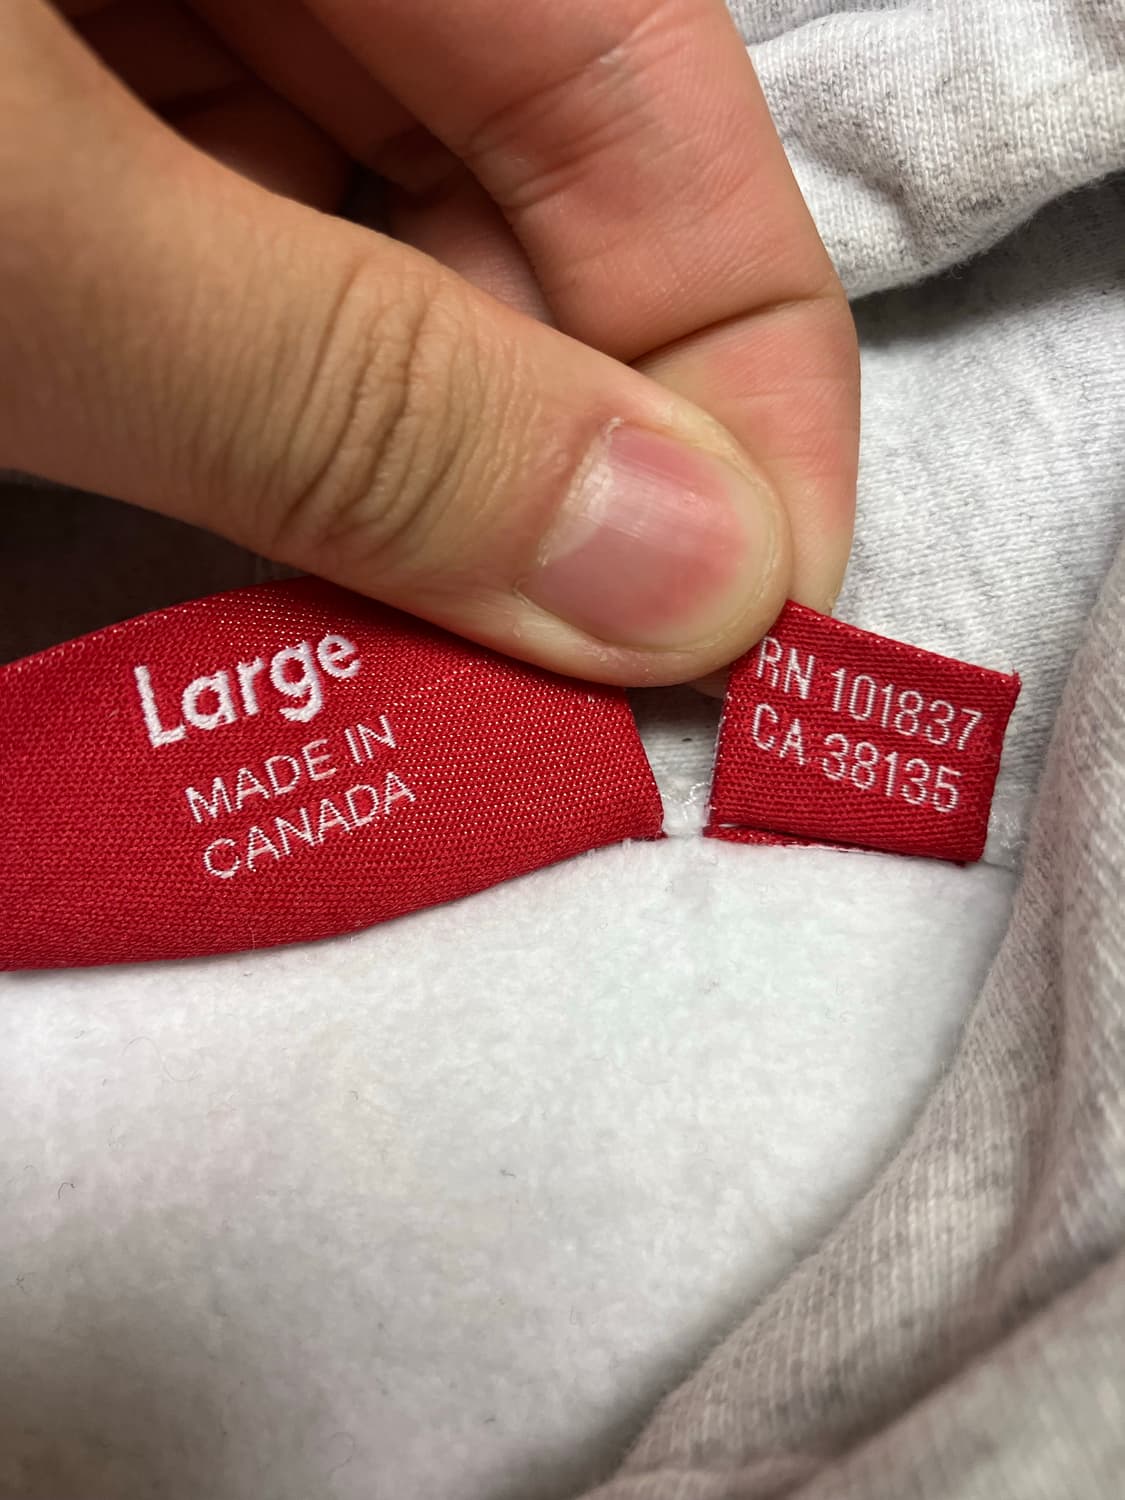 Large
MADE IN
CANADA
RN 101837
CA 38135